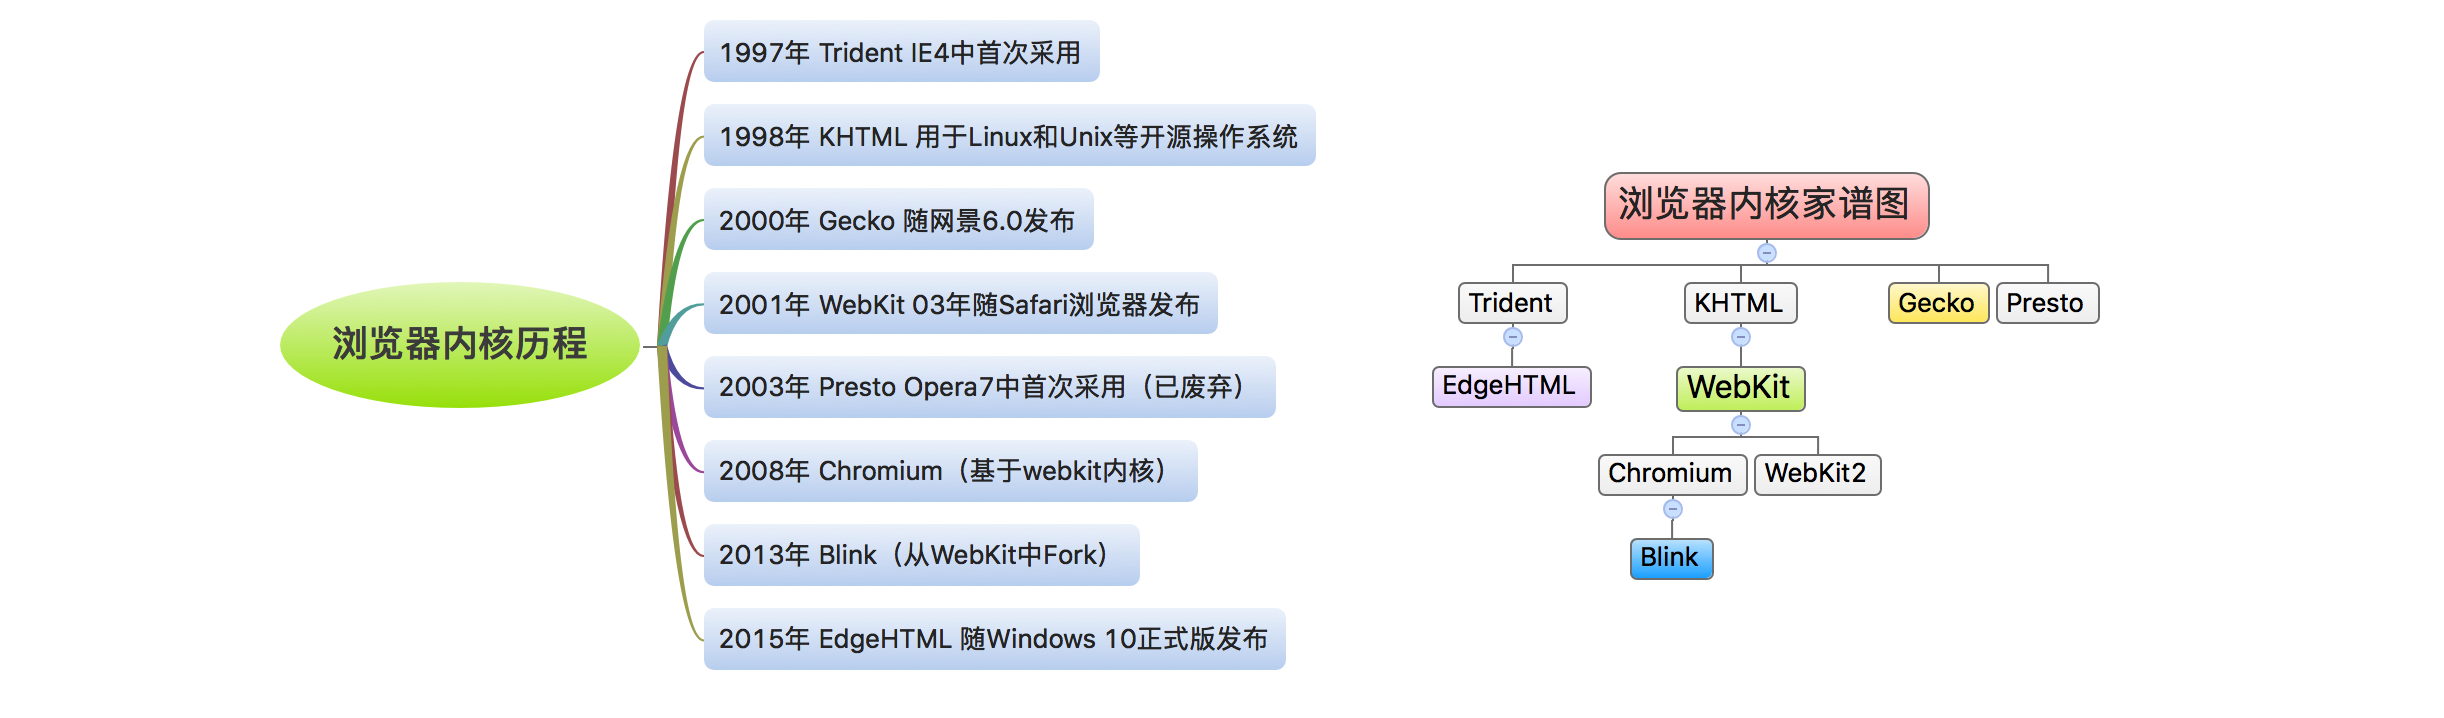 浏览器内核历程
1997年 Trident IE4中首次采用
1998年 KHTML 用于Linux和Unix等开源操作系统
2000年 Gecko 随网景6.0发布
2001年 WebKit 03年随Safari浏览器发布
2003年 Presto Opera7中首次采用（已废弃）
2008年 Chromium（基于webkit内核）
2013年 Blink（从WebKit中Fork）
2015年 EdgeHTML 随Windows 10正式版发布
浏览器内核家谱图
Trident
KHTML
Gecko
Presto
EdgeHTML
WebKit
Chromium
WebKit2
Blink